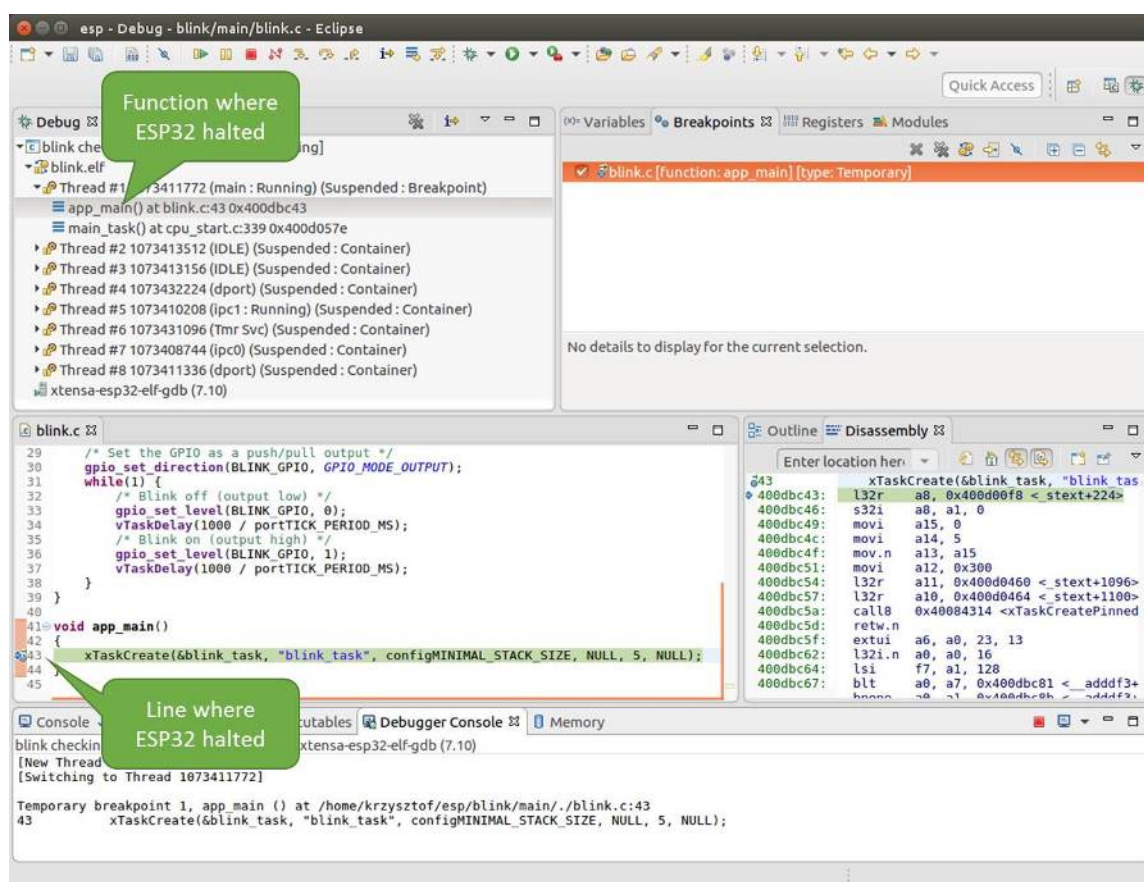 esp - Debug - blink/main/blink.c - Eclipse
Quick Access
Function where
ESP32 halted
Debug
blink che ing]
blink.elf
Thread #1 1073411772 (main : Running) (Suspended : Breakpoint)
app_main() at blink.c:43 0x400dbc43
main_task() at cpu_start.c:339 0x400d057e
Thread #2 1073413512 (IDLE) (Suspended : Container)
Thread #3 1073413156 (IDLE) (Suspended : Container)
Thread #4 1073432224 (dport) (Suspended : Container)
Thread #5 1073410208 (ipc1 : Running) (Suspended : Container)
Thread #6 1073431096 (Tmr Svc) (Suspended : Container)
Thread #7 1073408744 (ipc0) (Suspended : Container)
Thread #8 1073411336 (dport) (Suspended : Container)
xtensa-esp32-elf-gdb (7.10)
(x)= Variables Breakpoints Registers Modules
blink.c [function: app_main] [type: Temporary]
No details to display for the current selection.
blink.c
29 /* Set the GPIO as a push/pull output */
30 gpio_set_direction(BLINK_GPIO, GPIO_MODE_OUTPUT);
31 while(1) {
32 /* Blink off (output low) */
33 gpio_set_level(BLINK_GPIO, 0);
34 vTaskDelay(1000 / portTICK_PERIOD_MS);
35 /* Blink on (output high) */
36 gpio_set_level(BLINK_GPIO, 1);
37 vTaskDelay(1000 / portTICK_PERIOD_MS);
38 }
39 }
40
41 void app_main()
42 {
43 xTaskCreate(&blink_task, "blink_task", configMINIMAL_STACK_SIZE, NULL, 5, NULL);
44 }
45
Line where
ESP32 halted
Outline Disassembly
Enter location her
43 xTaskCreate(&blink_task, "blink_tas
400dbc43: l32r a8, 0x400d00f8 <_stext+224>
400dbc46: s32i a8, a1, 0
400dbc49: movi a15, 0
400dbc4c: movi a14, 5
400dbc4f: mov.n a13, a15
400dbc51: movi a12, 0x300
400dbc54: l32r a11, 0x400d0460 <_stext+1096>
400dbc57: l32r a10, 0x400d0464 <_stext+1100>
400dbc5a: call8 0x40084314 <xTaskCreatePinned
400dbc5d: retw.n
400dbc5f: extui a6, a0, 23, 13
400dbc62: l32i.n a0, a0, 16
400dbc64: lsi f7, a1, 128
400dbc67: blt a0, a7, 0x400dbc81 <__adddf3+
Console cutables Debugger Console Memory
blink checkin xtensa-esp32-elf-gdb (7.10)
[New Thread
[Switching to Thread 1073411772]
Temporary breakpoint 1, app_main () at /home/krzysztof/esp/blink/main/./blink.c:43
43 xTaskCreate(&blink_task, "blink_task", configMINIMAL_STACK_SIZE, NULL, 5, NULL);